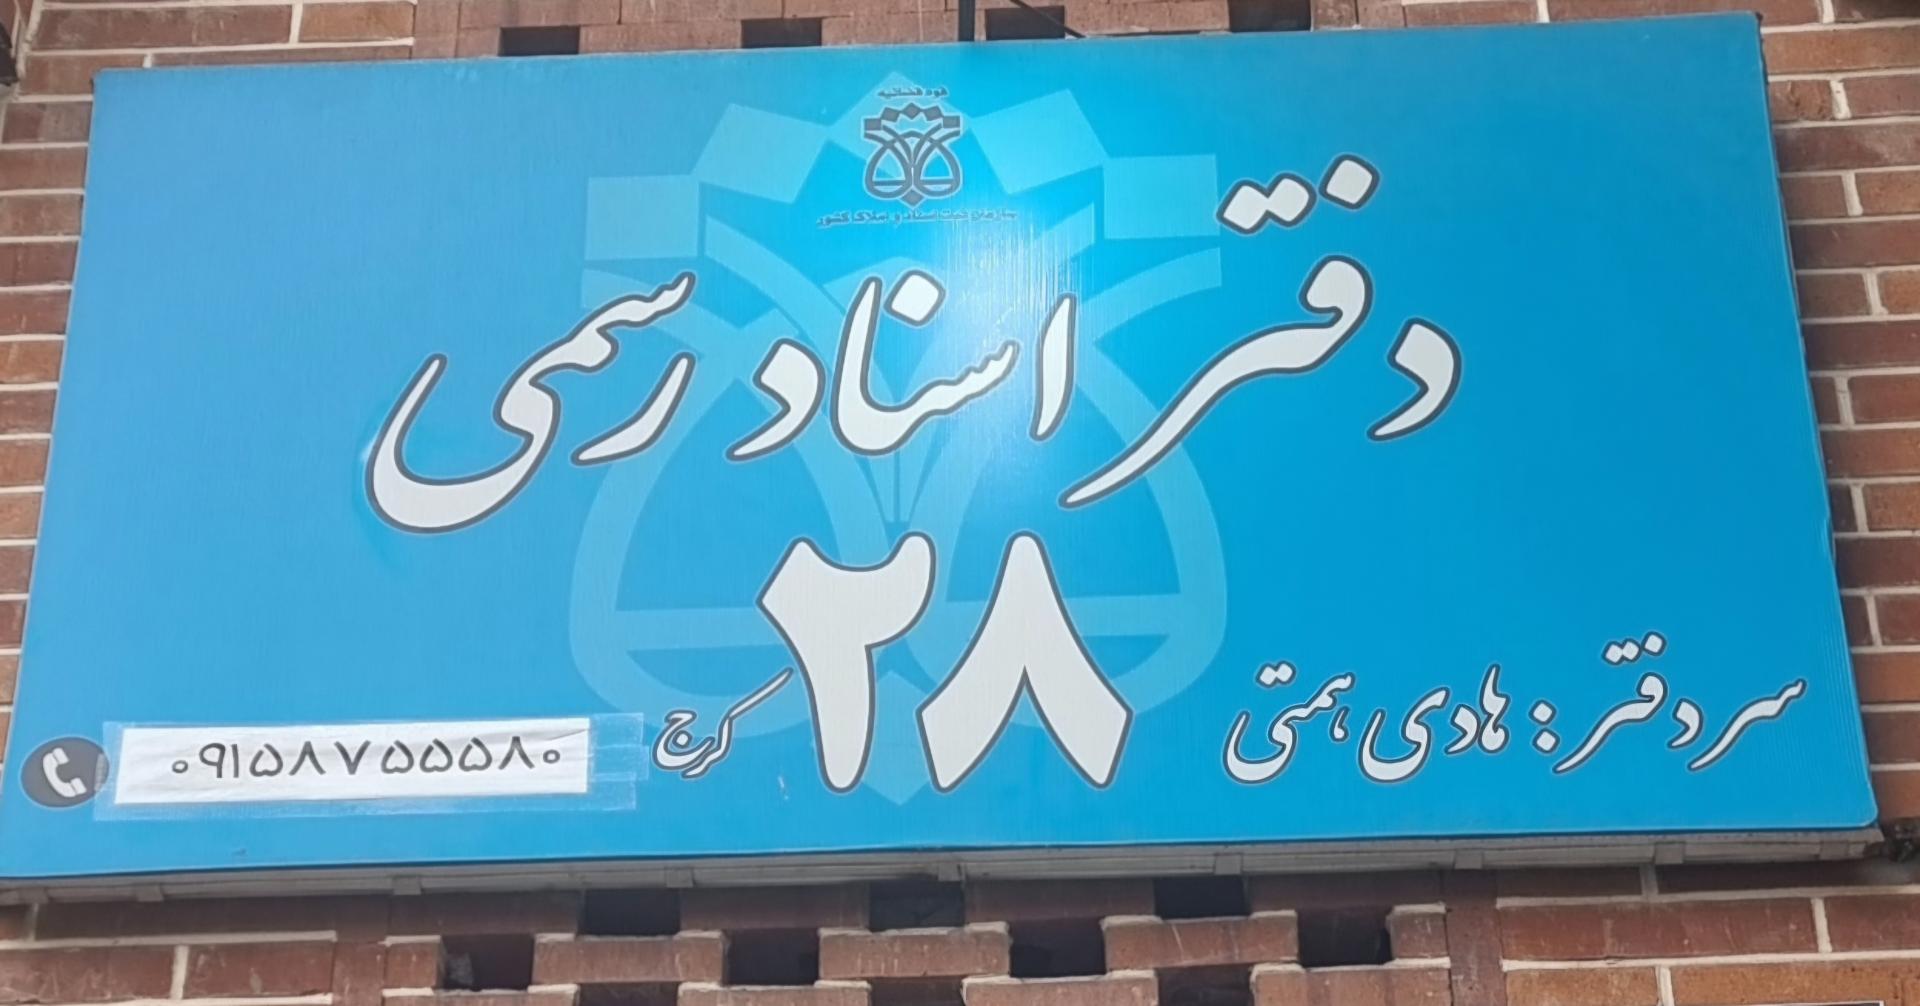 قوه قضائیه
سازمان ثبت اسناد و املاک کشور
دفتر اسناد رسمی
۲۸
کرج
سردفتر : هادی همتی
۰۹۱۵۸۷۵۵۵۸۰